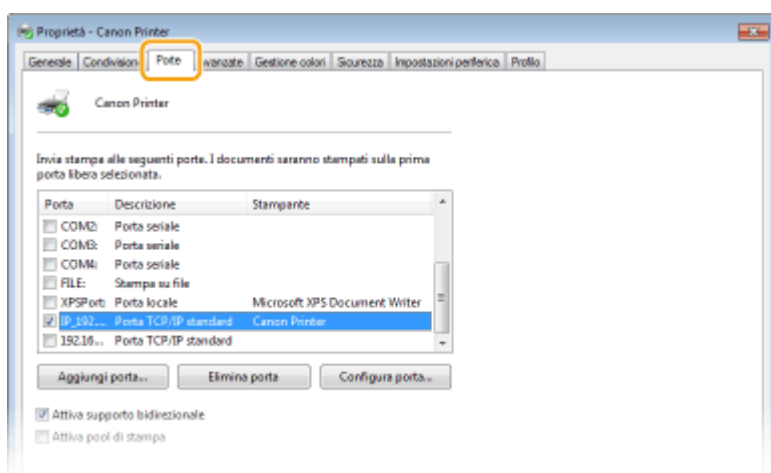 Proprietà - Canon Printer
Generale Condivision Porte vanzate Gestione colori Sicurezza Impostazioni periferica Profilo
Canon Printer
Invia stampa alle seguenti porte. I documenti saranno stampati sulla prima
porta libera selezionata.
Porta Descrizione Stampante
COM2: Porta seriale
COM3: Porta seriale
COM4: Porta seriale
FILE: Stampa su file
XPSPort: Porta locale Microsoft XPS Document Writer
IP_192.... Porta TCP/IP standard Canon Printer
192.16... Porta TCP/IP standard
Aggiungi porta... Elimina porta Configura porta...
Attiva supporto bidirezionale
Attiva pool di stampa